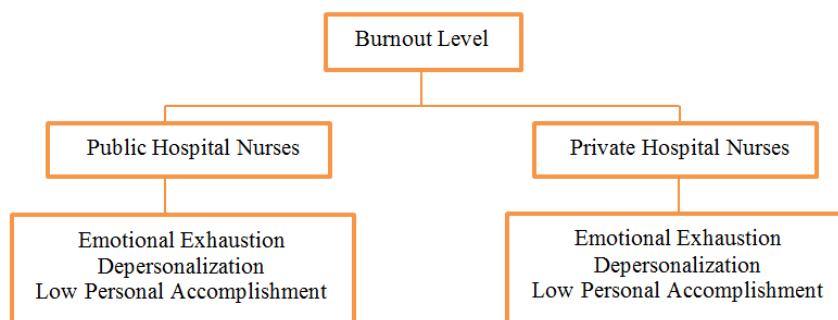 Burnout Level
Public Hospital Nurses
Private Hospital Nurses
Emotional Exhaustion
Depersonalization
Low Personal Accomplishment
Emotional Exhaustion
Depersonalization
Low Personal Accomplishment